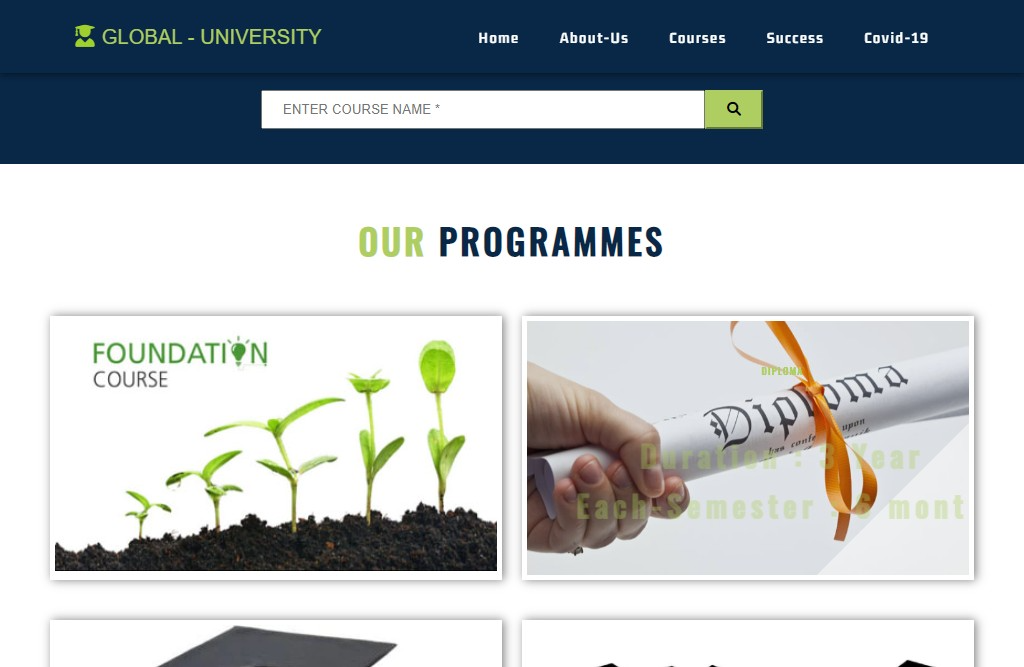 GLOBAL - UNIVERSITY
Home
About-Us
Courses
Success
Covid-19
ENTER COURSE NAME *
OUR PROGRAMMES
FOUNDATION
COURSE
DIPLOMA
Diploma
upon
Duration : 3 Year
Each Semester : 6 mont